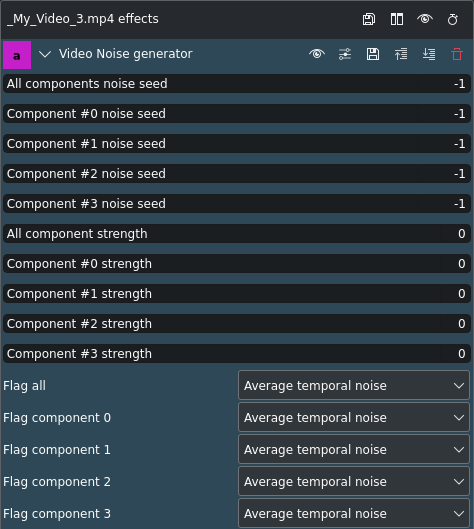 _My_Video_3.mp4 effects
a Video Noise generator
All components noise seed -1
Component #0 noise seed -1
Component #1 noise seed -1
Component #2 noise seed -1
Component #3 noise seed -1
All component strength 0
Component #0 strength 0
Component #1 strength 0
Component #2 strength 0
Component #3 strength 0
Flag all Average temporal noise
Flag component 0 Average temporal noise
Flag component 1 Average temporal noise
Flag component 2 Average temporal noise
Flag component 3 Average temporal noise